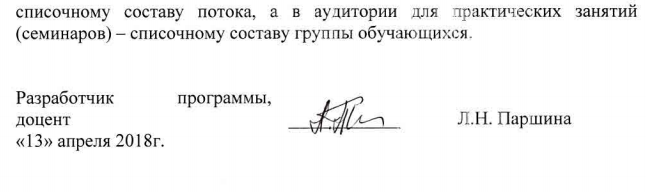 списочному составу потока, а в аудитории для практических занятий
(семинаров) – списочному составу группы обучающихся.
Разработчик программы,
доцент Л.Н. Паршина
«13» апреля 2018г.